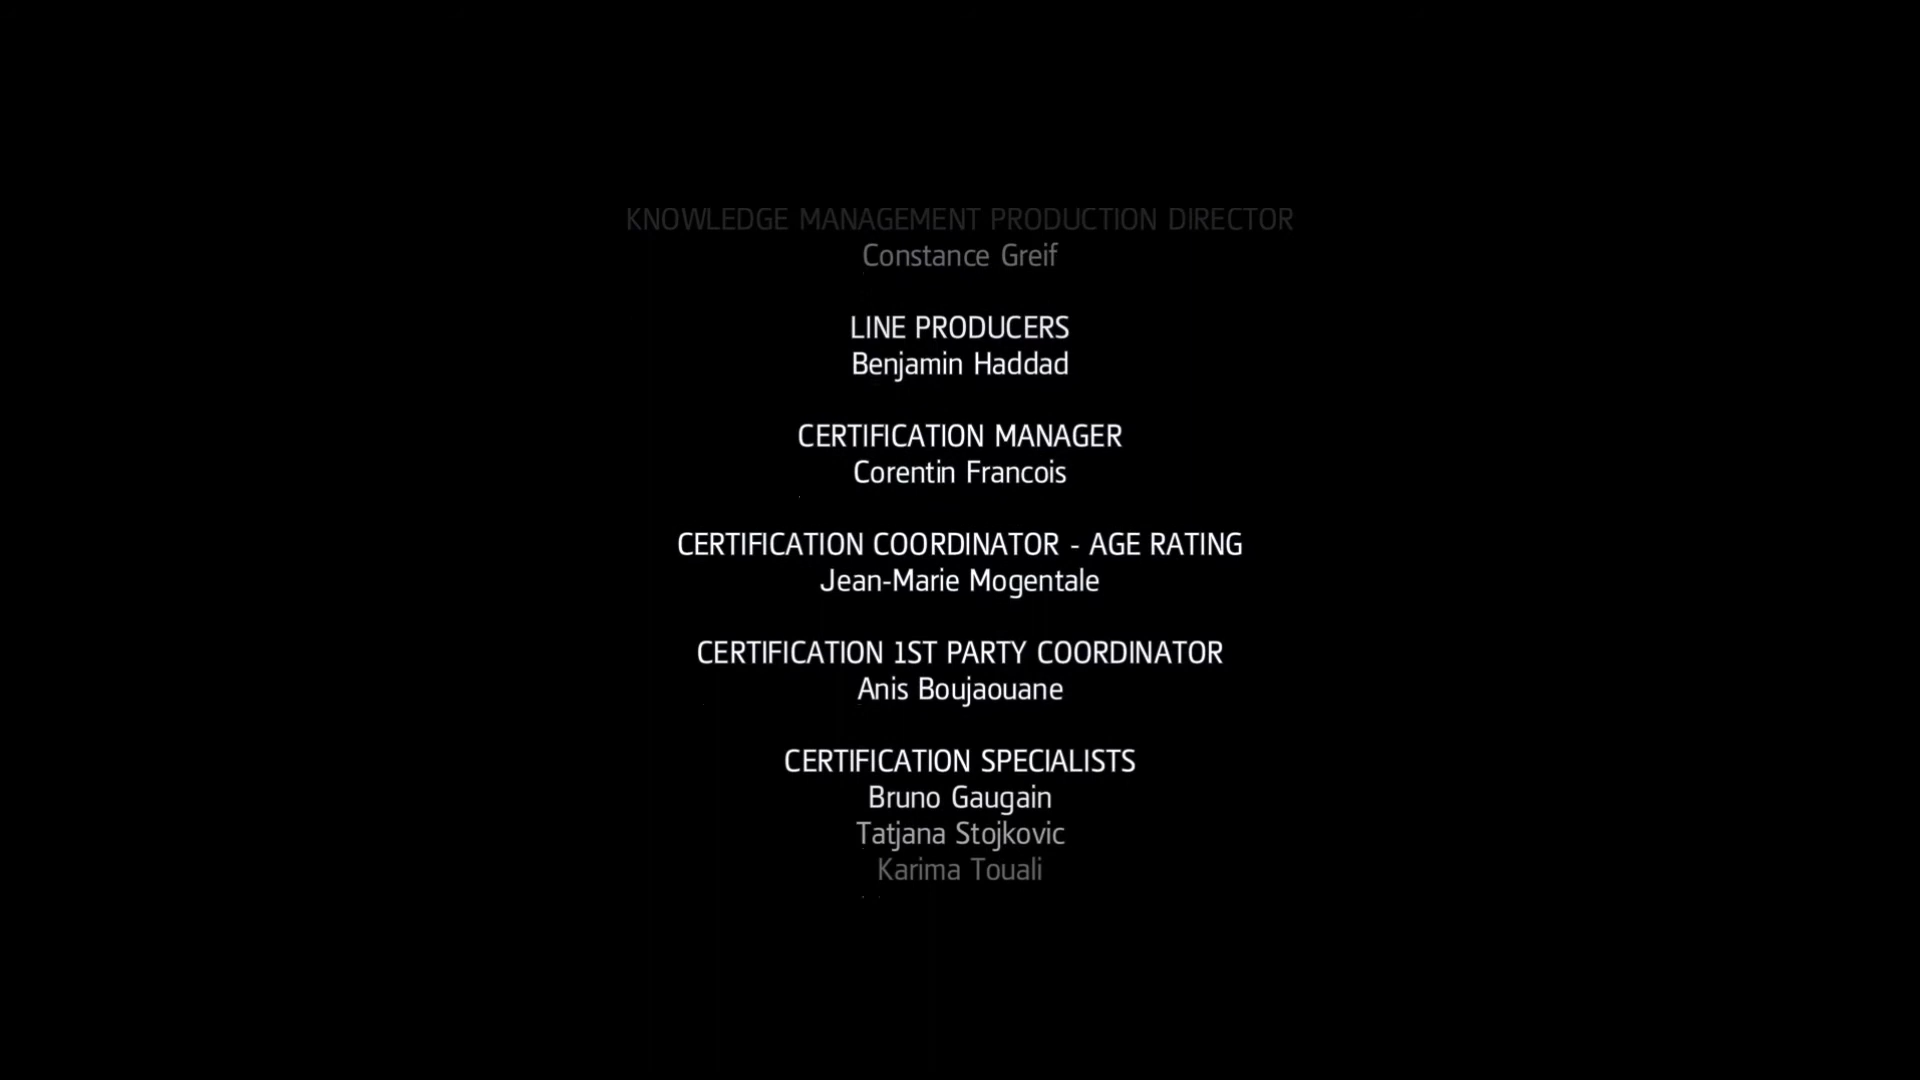 KNOWLEDGE MANAGEMENT PRODUCTION DIRECTOR
Constance Greif
LINE PRODUCERS
Benjamin Haddad
CERTIFICATION MANAGER
Corentin Francois
CERTIFICATION COORDINATOR - AGE RATING
Jean-Marie Mogentale
CERTIFICATION 1ST PARTY COORDINATOR
Anis Boujaouane
CERTIFICATION SPECIALISTS
Bruno Gaugain
Tatjana Stojkovic
Karima Touali